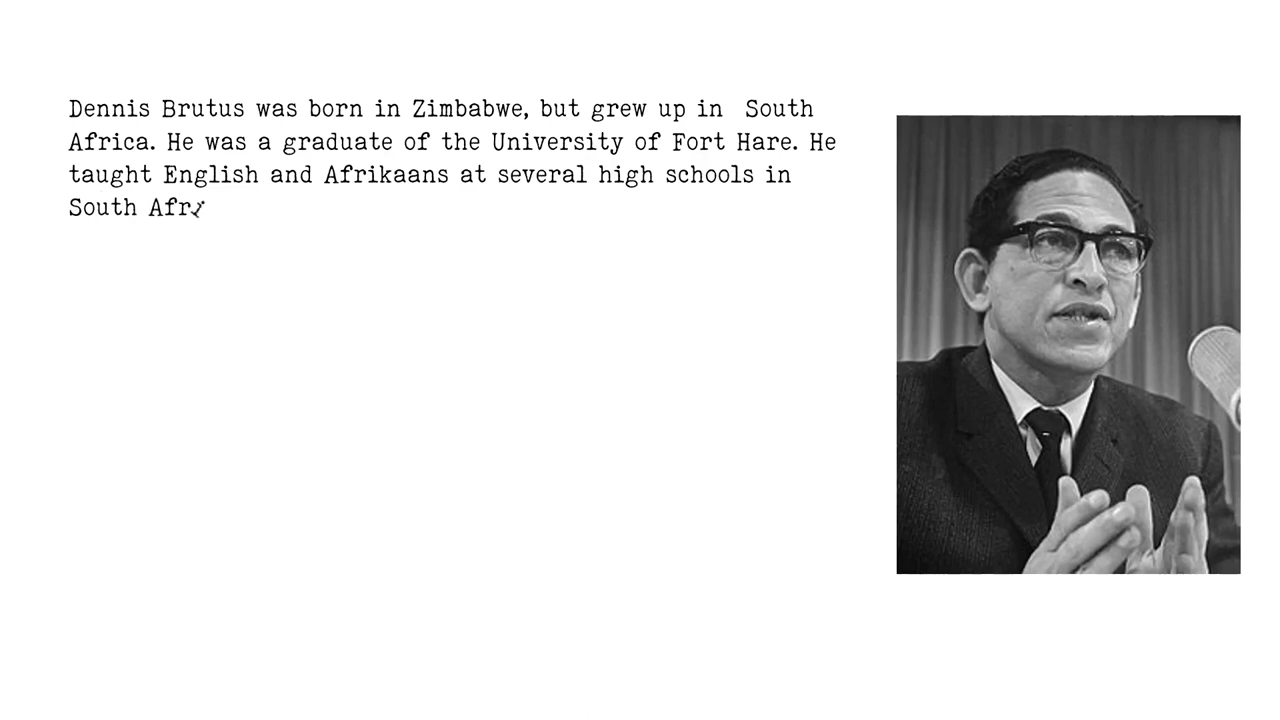 Dennis Brutus was born in Zimbabwe, but grew up in South
Africa. He was a graduate of the University of Fort Hare. He
taught English and Afrikaans at several high schools in
South Afr